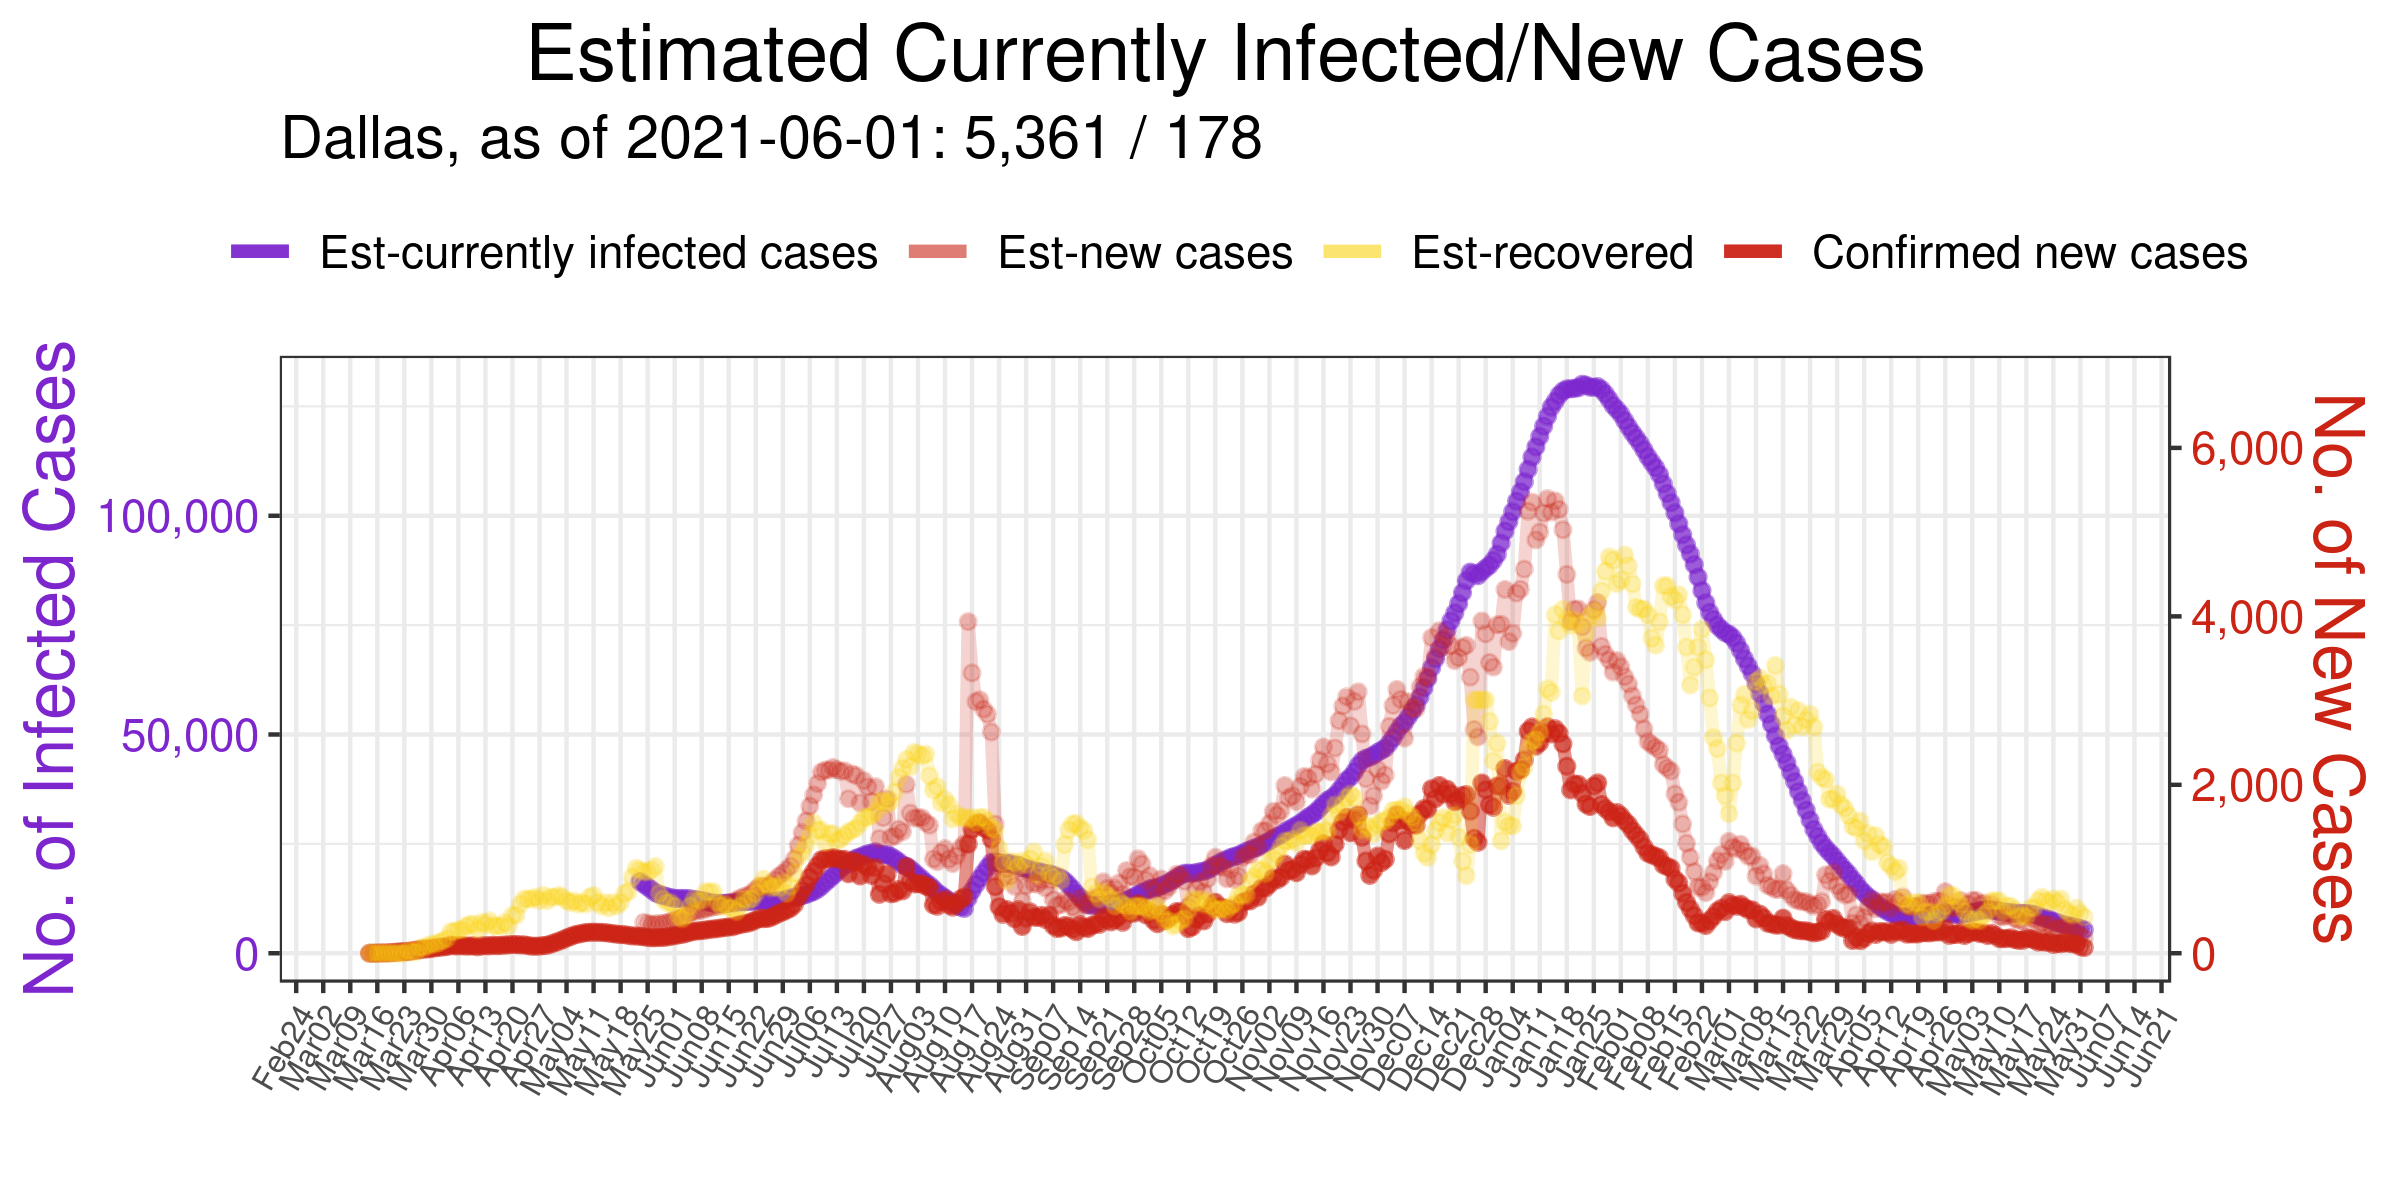 Estimated Currently Infected/New Cases
Dallas, as of 2021-06-01: 5,361 / 178
Est-currently infected cases Est-new cases Est-recovered Confirmed new cases
No. of Infected Cases
100,000
50,000
0
6,000
4,000
2,000
0
No. of New Cases
Feb24 Mar02 Mar09 Mar16 Mar23 Mar30 Apr06 Apr13 Apr20 Apr27 May04 May11 May18 May25 Jun01 Jun08 Jun15 Jun22 Jun29 Jul06 Jul13 Jul20 Jul27 Aug03 Aug10 Aug17 Aug24 Aug31 Sep07 Sep14 Sep21 Sep28 Oct05 Oct12 Oct19 Oct26 Nov02 Nov09 Nov16 Nov23 Nov30 Dec07 Dec14 Dec21 Dec28 Jan04 Jan11 Jan18 Jan25 Feb01 Feb08 Feb15 Feb22 Mar01 Mar08 Mar15 Mar22 Mar29 Apr05 Apr12 Apr19 Apr26 May03 May10 May17 May24 May31 Jun07 Jun14 Jun21